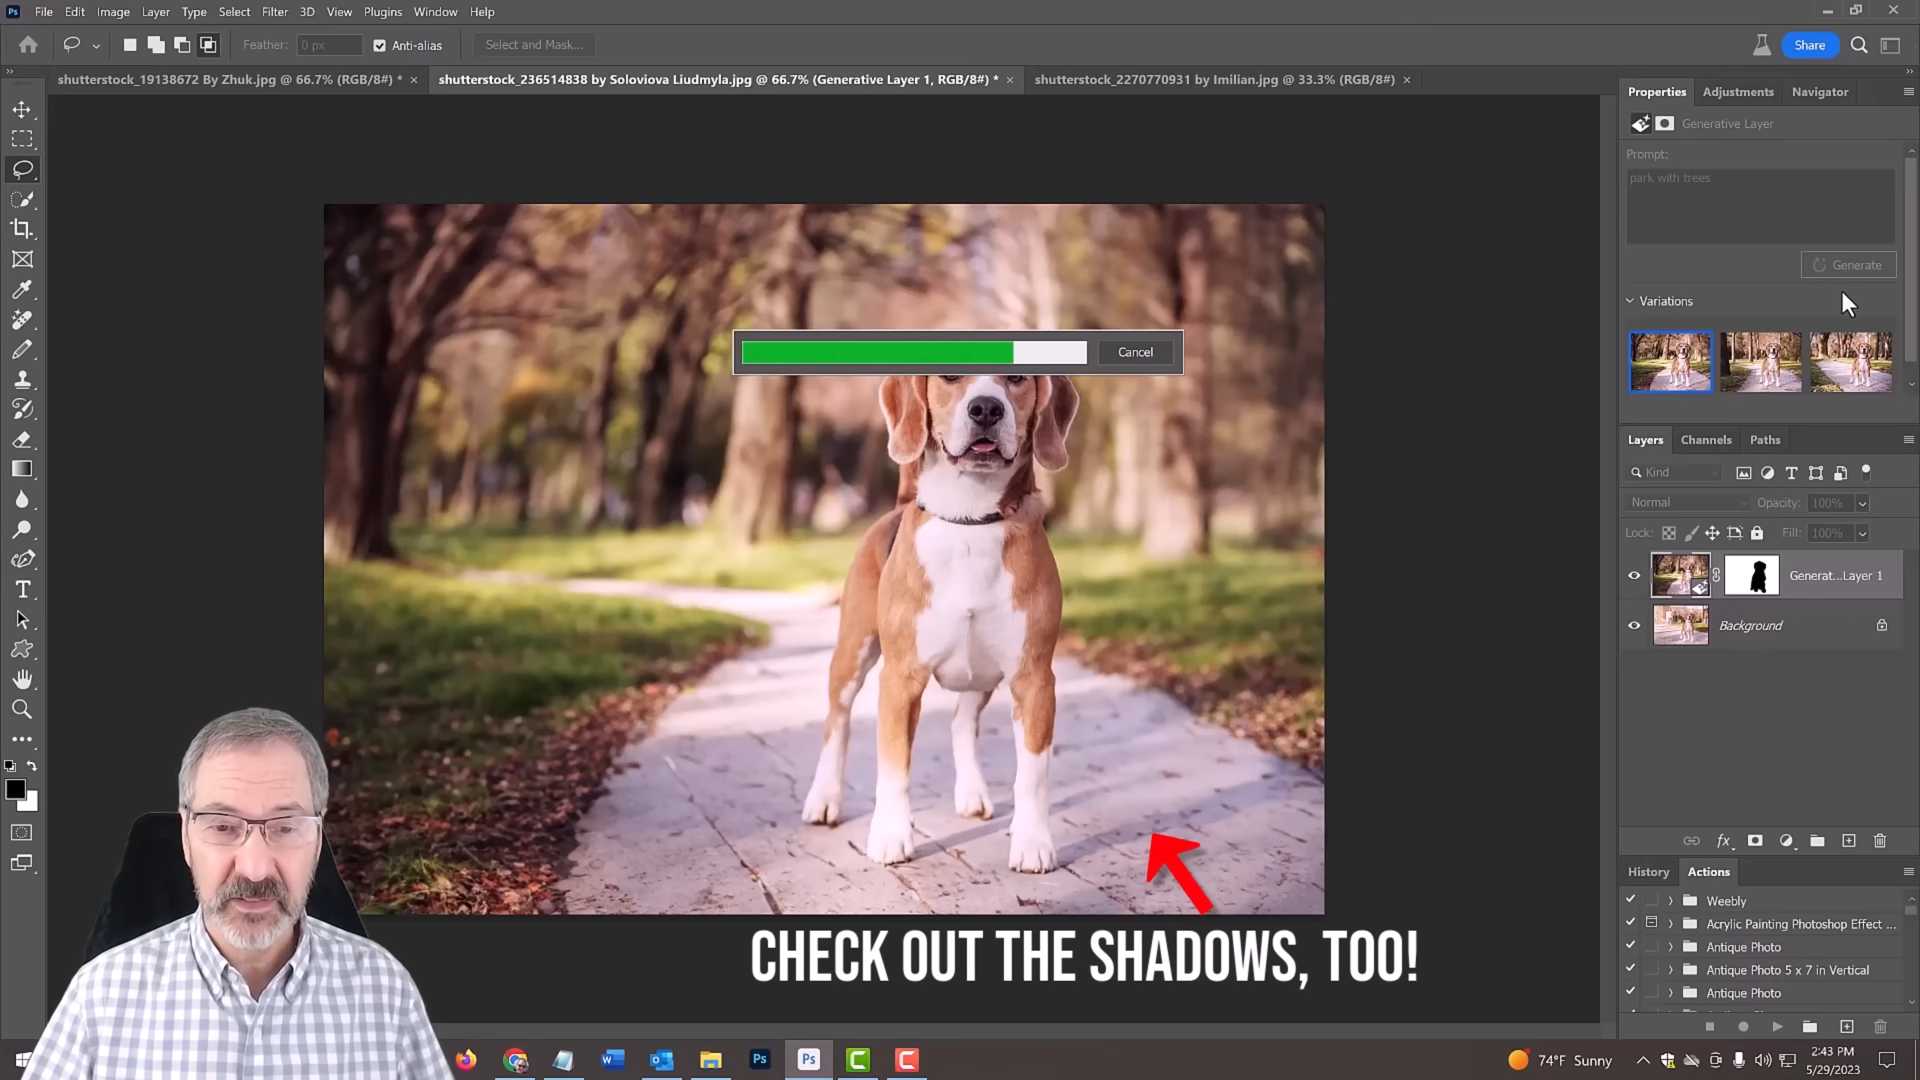 Ps File Edit Image Layer Type Select Filter 3D View Plugins Window Help
Feather: 0 px Anti-alias Select and Mask... Share
shutterstock_19138672 By Zhuk.jpg @ 66.7% (RGB/8#) * × shutterstock_236514838 by Soloviova Liudmyla.jpg @ 66.7% (Generative Layer 1, RGB/8#) * × shutterstock_2270770931 by Imilian.jpg @ 33.3% (RGB/8#) ×
Properties Adjustments Navigator
Generative Layer
Prompt:
park with trees
Generate
Variations
Cancel
Layers Channels Paths
Kind
Normal Opacity: 100%
Lock: Fill: 100%
Generat...Layer 1
Background
History Actions
Weebly
Acrylic Painting Photoshop Effect ...
Antique Photo
Antique Photo 5 x 7 in Vertical
Antique Photo
CHECK OUT THE SHADOWS, TOO!
74°F Sunny
2:43 PM
5/29/2023